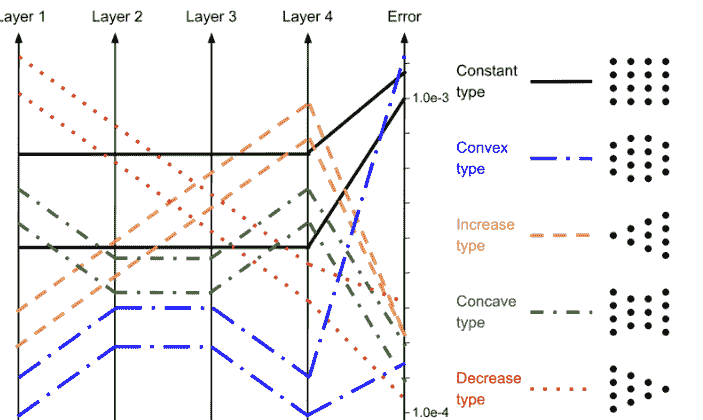 Layer 1 Layer 2 Layer 3 Layer 4 Error
1.0e-3
1.0e-4
Constant
type
Convex
type
Increase
type
Concave
type
Decrease
type